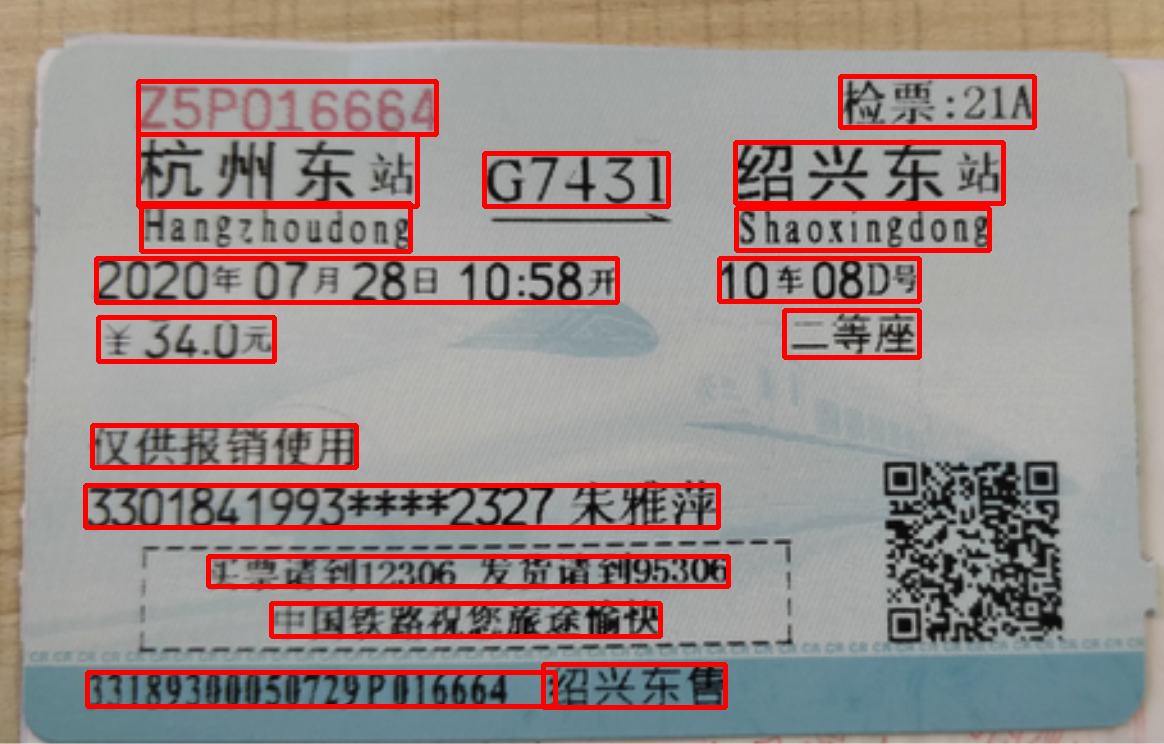 Z5P016664 检票:21A
杭州东站 G7431 绍兴东站
Hangzhoudong Shaoxingdong
2020年07月28日 10:58开 10车08D号
¥34.0元 二等座
仅供报销使用
3301841993****2327 朱雅萍
买票请到12306 发货请到95306
中国铁路祝您旅途愉快
33189300050729P016664 绍兴东售